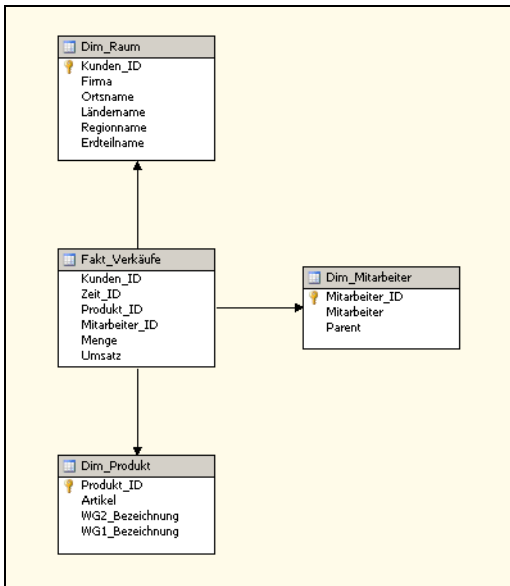 Dim_Raum
Kunden_ID
Firma
Ortsname
Ländername
Regionname
Erdteilname
Fakt_Verkäufe
Kunden_ID
Zeit_ID
Produkt_ID
Mitarbeiter_ID
Menge
Umsatz
Dim_Mitarbeiter
Mitarbeiter_ID
Mitarbeiter
Parent
Dim_Produkt
Produkt_ID
Artikel
WG2_Bezeichnung
WG1_Bezeichnung